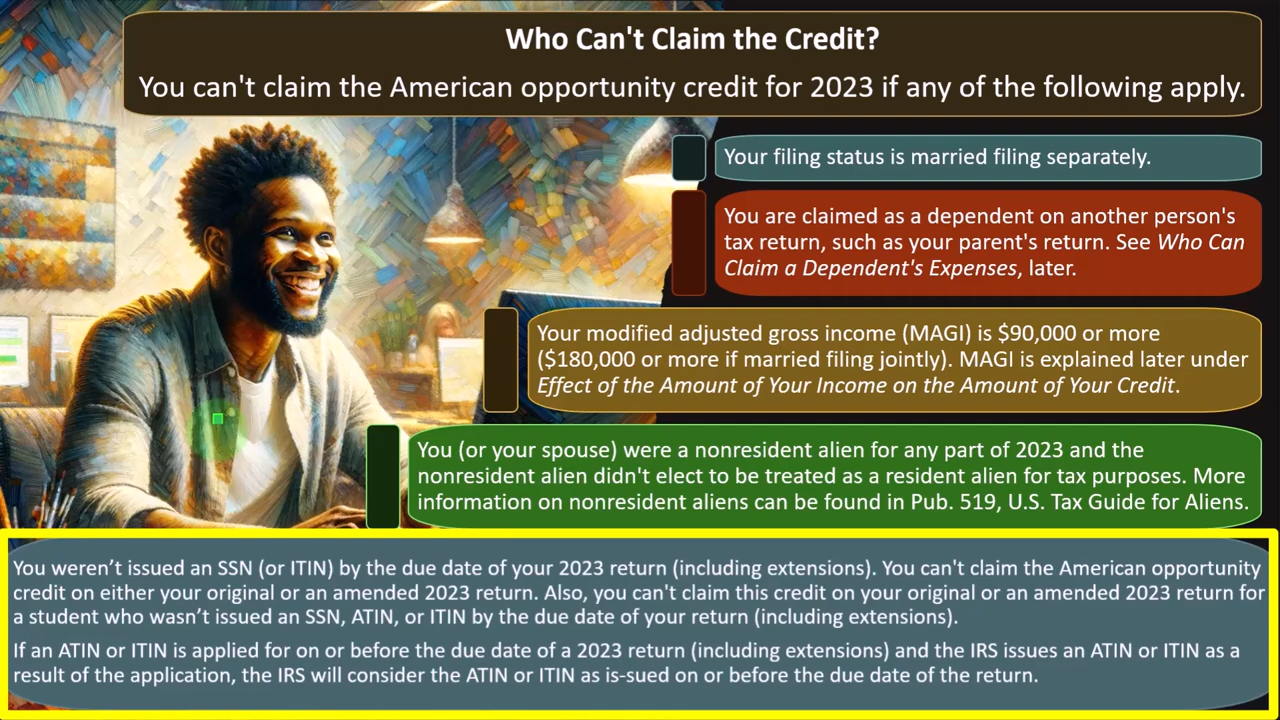 Who Can't Claim the Credit?
You can't claim the American opportunity credit for 2023 if any of the following apply.
Your filing status is married filing separately.
You are claimed as a dependent on another person's
tax return, such as your parent's return. See Who Can
Claim a Dependent's Expenses, later.
Your modified adjusted gross income (MAGI) is $90,000 or more
($180,000 or more if married filing jointly). MAGI is explained later under
Effect of the Amount of Your Income on the Amount of Your Credit.
You (or your spouse) were a nonresident alien for any part of 2023 and the
nonresident alien didn't elect to be treated as a resident alien for tax purposes. More
information on nonresident aliens can be found in Pub. 519, U.S. Tax Guide for Aliens.
You weren’t issued an SSN (or ITIN) by the due date of your 2023 return (including extensions). You can't claim the American opportunity
credit on either your original or an amended 2023 return. Also, you can't claim this credit on your original or an amended 2023 return for
a student who wasn’t issued an SSN, ATIN, or ITIN by the due date of your return (including extensions).
If an ATIN or ITIN is applied for on or before the due date of a 2023 return (including extensions) and the IRS issues an ATIN or ITIN as a
result of the application, the IRS will consider the ATIN or ITIN as is-sued on or before the due date of the return.